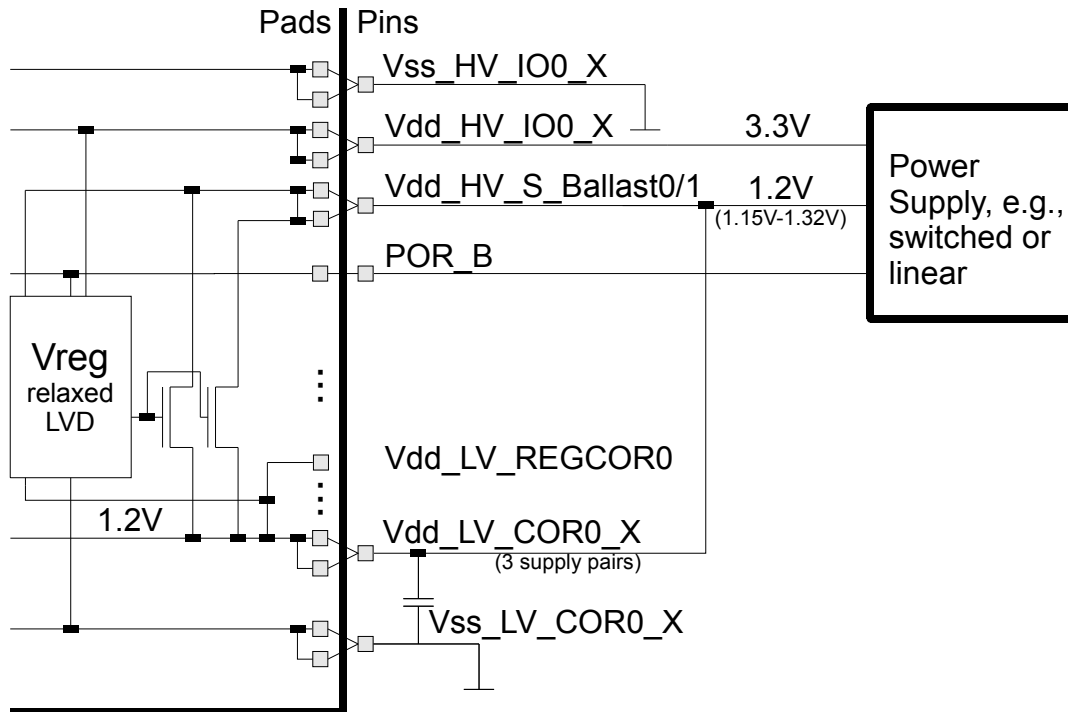 Pads Pins
Vss_HV_IO0_X
Vdd_HV_IO0_X 3.3V
Vdd_HV_S_Ballast0/1 1.2V
(1.15V-1.32V)
Power
Supply, e.g.,
switched or
linear
POR_B
Vreg
relaxed
LVD
Vdd_LV_REGCOR0
1.2V
Vdd_LV_COR0_X
(3 supply pairs)
Vss_LV_COR0_X